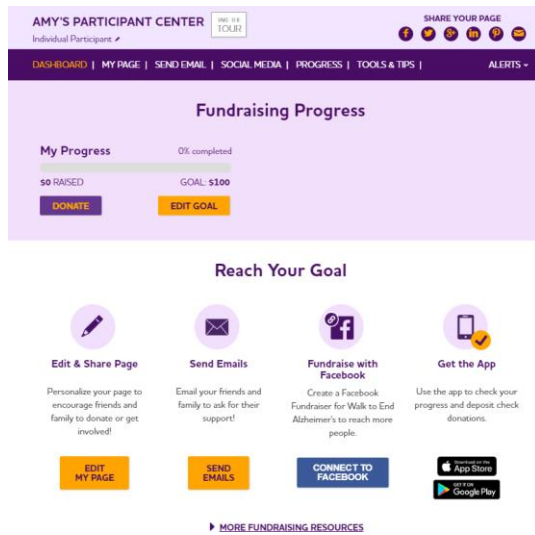 AMY'S PARTICIPANT CENTER
TOUR
Individual Participant
SHARE YOUR PAGE
DASHBOARD | MY PAGE | SEND EMAIL | SOCIAL MEDIA | PROGRESS | TOOLS & TIPS |
ALERTS
Fundraising Progress
My Progress
0% completed
$0 RAISED
GOAL: $100
DONATE
EDIT GOAL
Reach Your Goal
Edit & Share Page
Personalize your page to
encourage friends and
family to donate or get
involved!
EDIT
MY PAGE
Send Emails
Email your friends and
family to ask for their
support!
SEND
EMAILS
Fundraise with
Facebook
Create a Facebook
Fundraiser for Walk to End
Alzheimer's to reach more
people.
CONNECT TO
FACEBOOK
Get the App
Use the app to check your
progress and deposit check
donations.
Download on the
App Store
GET IT ON
Google Play
MORE FUNDRAISING RESOURCES